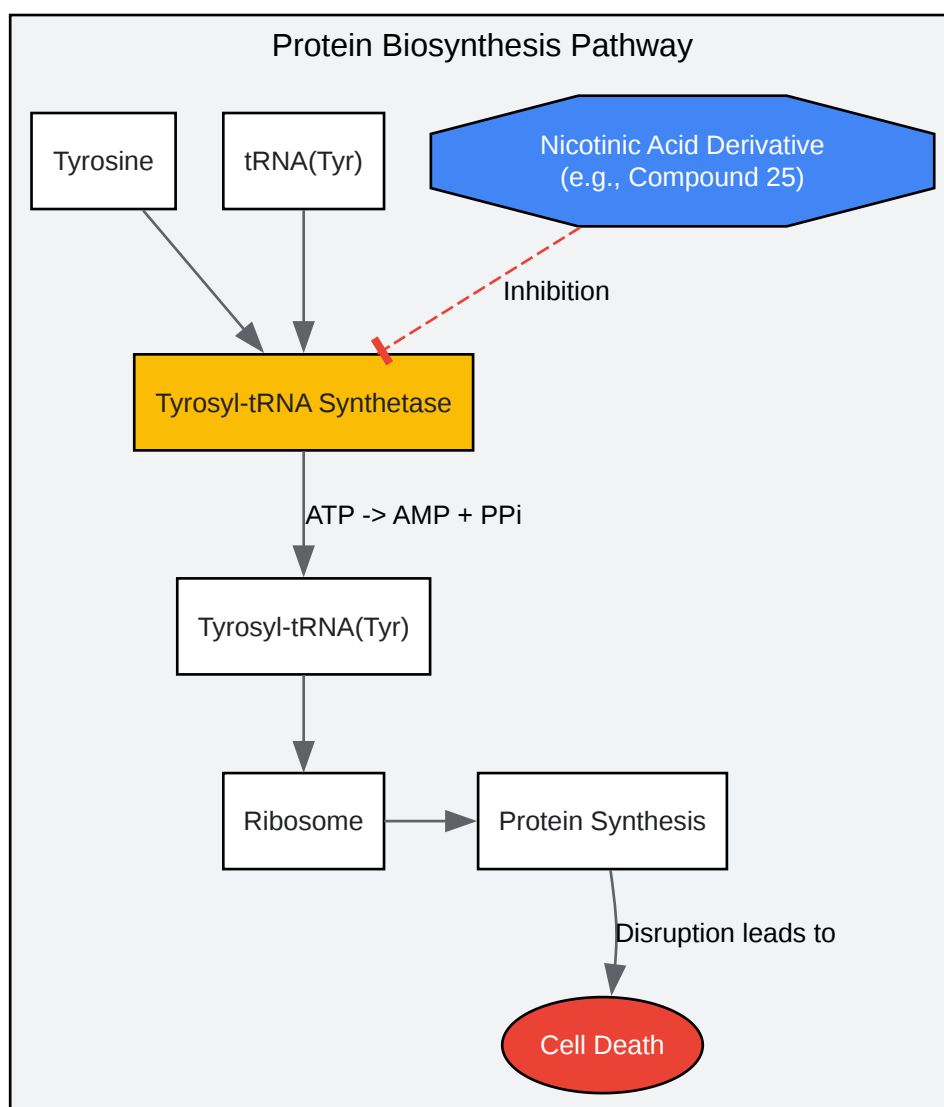 Protein Biosynthesis Pathway
Tyrosine
tRNA(Tyr)
Nicotinic Acid Derivative
(e.g., Compound 25)
Inhibition
Tyrosyl-tRNA Synthetase
ATP -> AMP + PPi
Tyrosyl-tRNA(Tyr)
Ribosome
Protein Synthesis
Disruption leads to
Cell Death